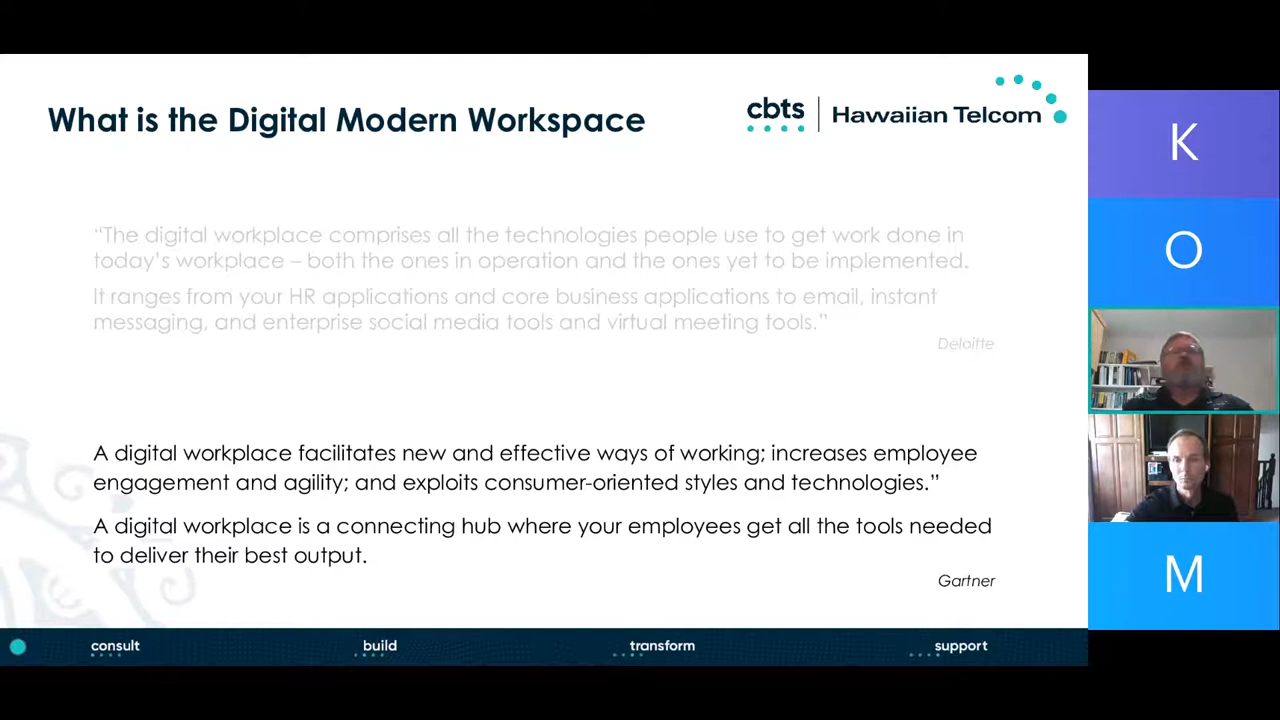 What is the Digital Modern Workspace
cbts
Hawaiian Telcom
“The digital workplace comprises all the technologies people use to get work done in
today’s workplace – both the ones in operation and the ones yet to be implemented.
It ranges from your HR applications and core business applications to email, instant
messaging, and enterprise social media tools and virtual meeting tools.”
Deloitte
A digital workplace facilitates new and effective ways of working; increases employee
engagement and agility; and exploits consumer-oriented styles and technologies.”
A digital workplace is a connecting hub where your employees get all the tools needed
to deliver their best output.
Gartner
consult
build
transform
support
K
O
M